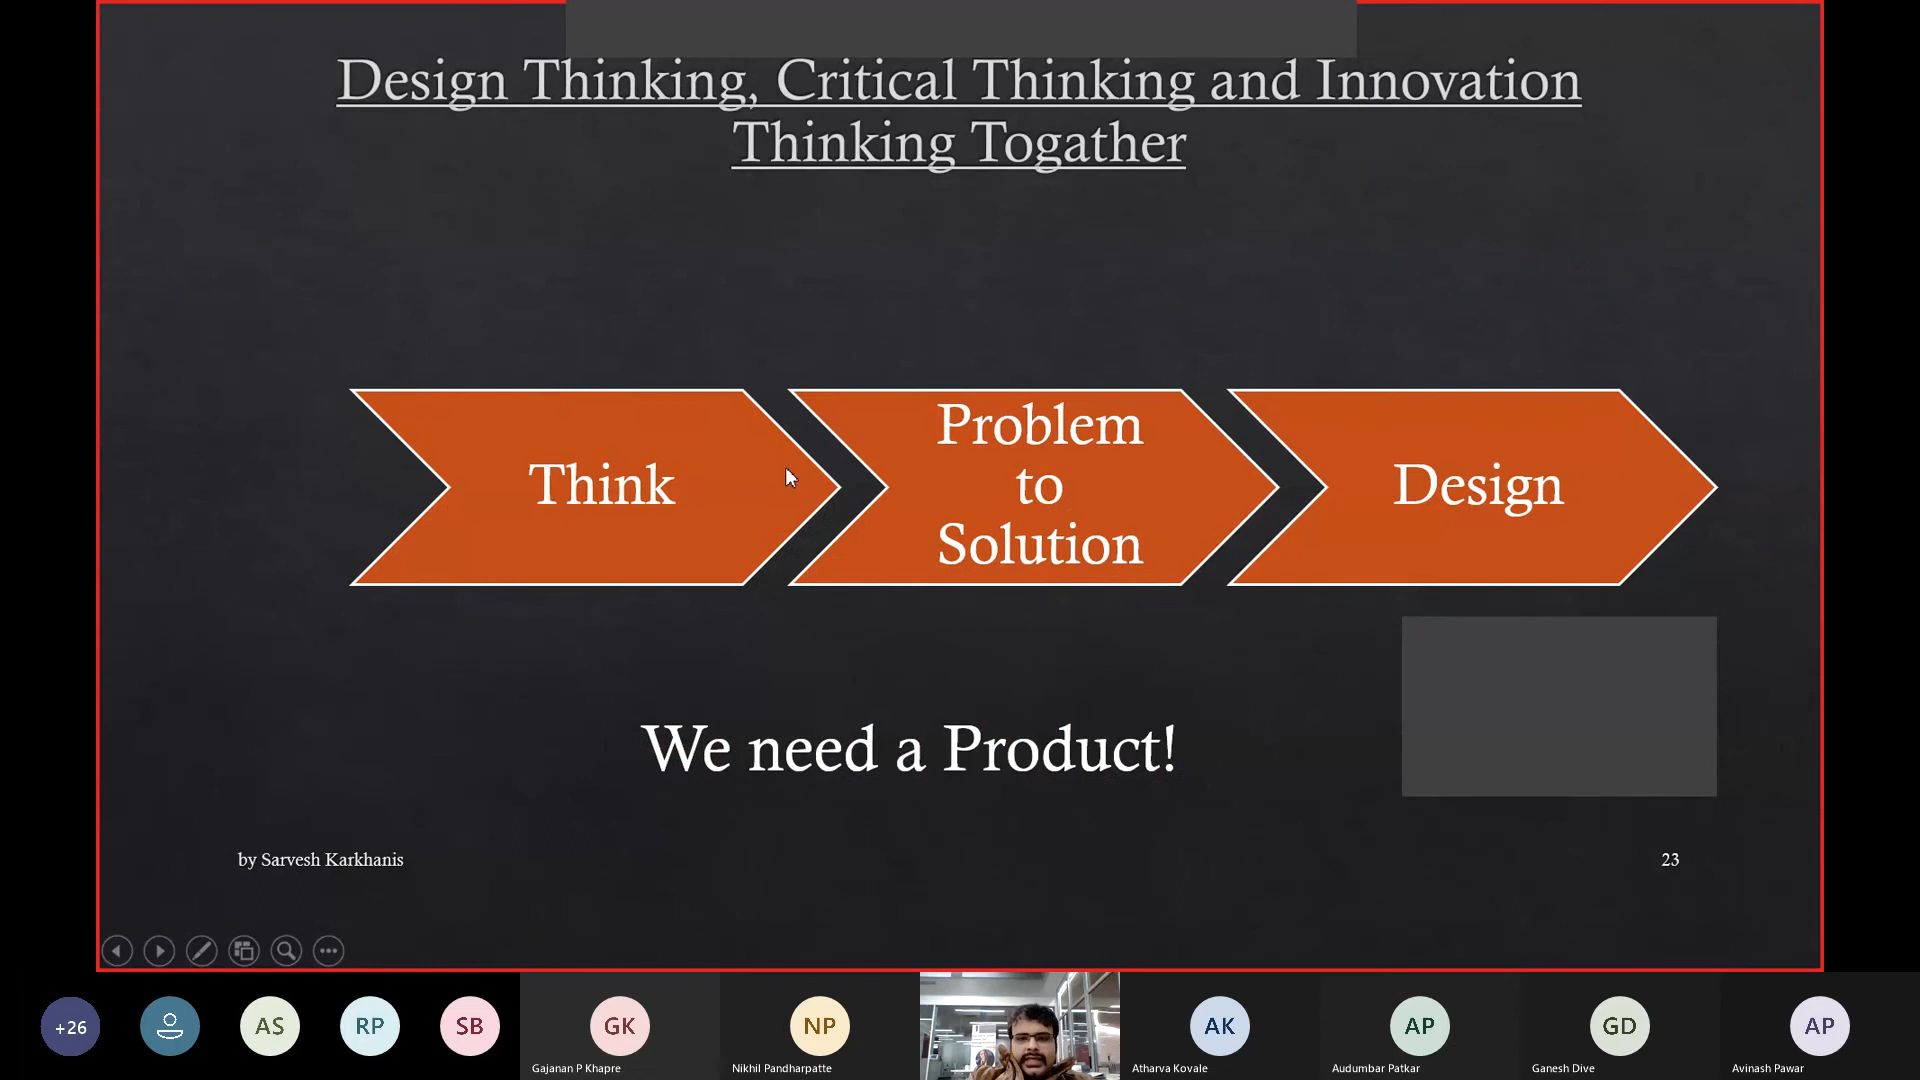 Design Thinking, Critical Thinking and Innovation
Thinking Togather
Think
Problem
to
Solution
Design
We need a Product!
by Sarvesh Karkhanis
23
+26
AS
RP
SB
GK
NP
AK
AP
GD
AP
Gajanan P Khapre
Nikhil Pandharpatte
Atharva Kovale
Audumbar Patkar
Ganesh Dive
Avinash Pawar